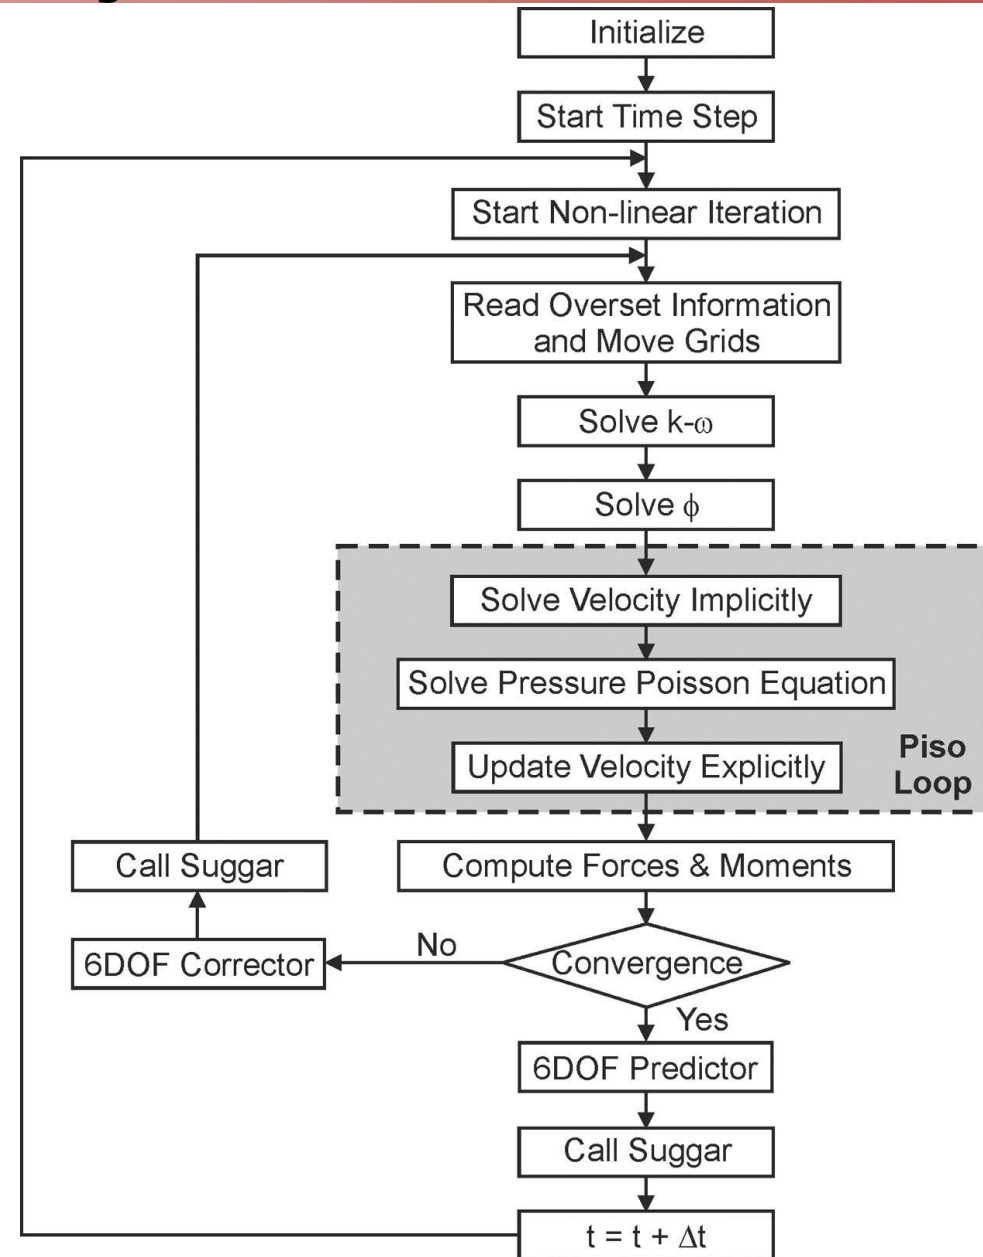 Initialize
Start Time Step
Start Non-linear Iteration
Read Overset Information
and Move Grids
Solve k-ω
Solve ϕ
Solve Velocity Implicitly
Solve Pressure Poisson Equation
Update Velocity Explicitly
Piso
Loop
Call Suggar
Compute Forces & Moments
6DOF Corrector
No
Convergence
Yes
6DOF Predictor
Call Suggar
t = t + Δt